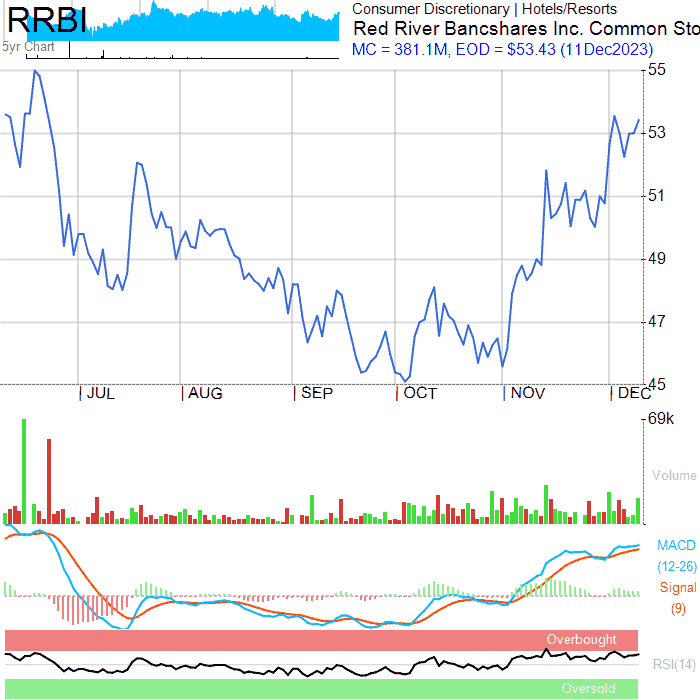 RRBI
5yr Chart
Consumer Discretionary | Hotels/Resorts
Red River Bancshares Inc. Common Sto
MC = 381.1M, EOD = $53.43 (11Dec2023)
55
53
51
49
47
45
JUL AUG SEP OCT NOV DEC
69k
Volume
MACD
(12-26)
Signal
(9)
Overbought
RSI(14)
Oversold